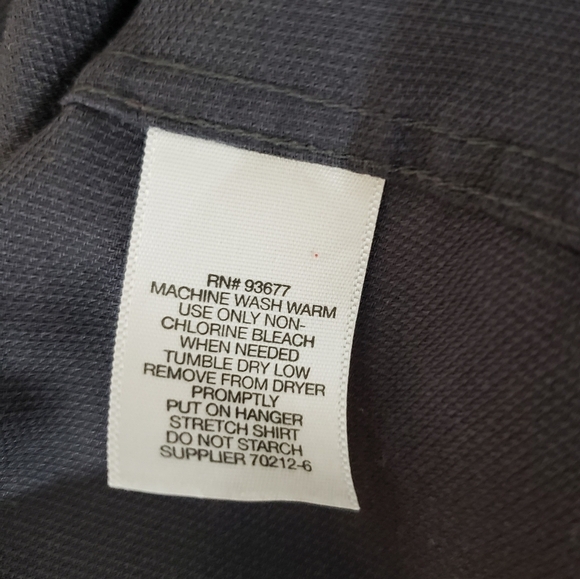 RN# 93677
MACHINE WASH WARM
USE ONLY NON-
CHLORINE BLEACH
WHEN NEEDED
TUMBLE DRY LOW
REMOVE FROM DRYER
PROMPTLY
PUT ON HANGER
STRETCH SHIRT
DO NOT STARCH
SUPPLIER 70212-6